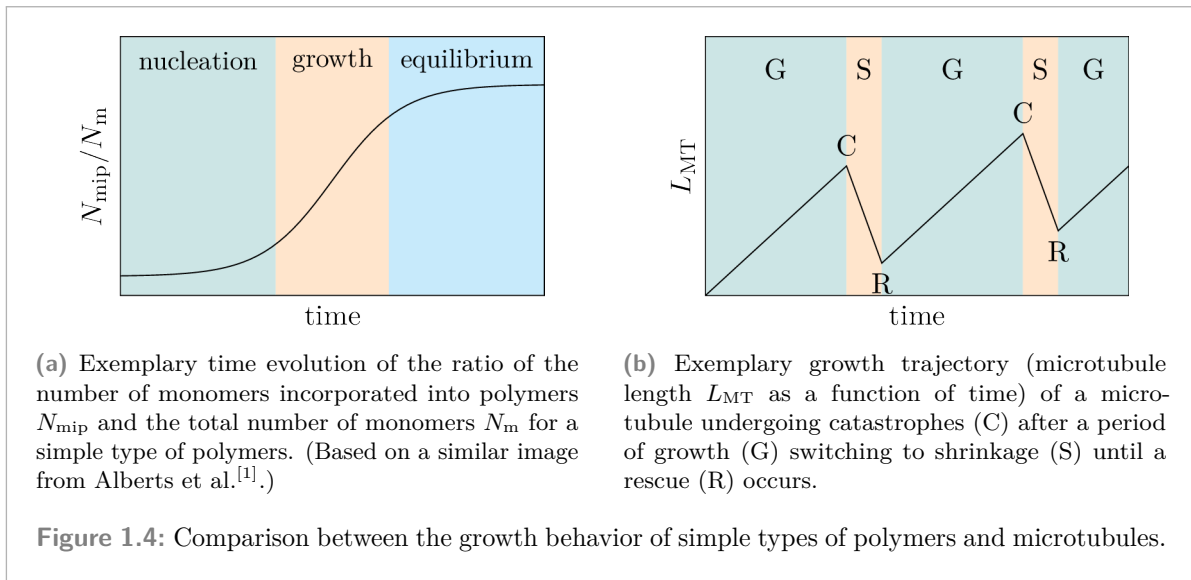 nucleation growth equilibrium
N_mip/N_m
time
G S G S G
C
C
R
R
L_MT
time
(a) Exemplary time evolution of the ratio of the
number of monomers incorporated into polymers
N_mip and the total number of monomers N_m for a
simple type of polymers. (Based on a similar image
from Alberts et al.[1].)
(b) Exemplary growth trajectory (microtubule
length L_MT as a function of time) of a micro-
tubule undergoing catastrophes (C) after a period
of growth (G) switching to shrinkage (S) until a
rescue (R) occurs.
Figure 1.4: Comparison between the growth behavior of simple types of polymers and microtubules.